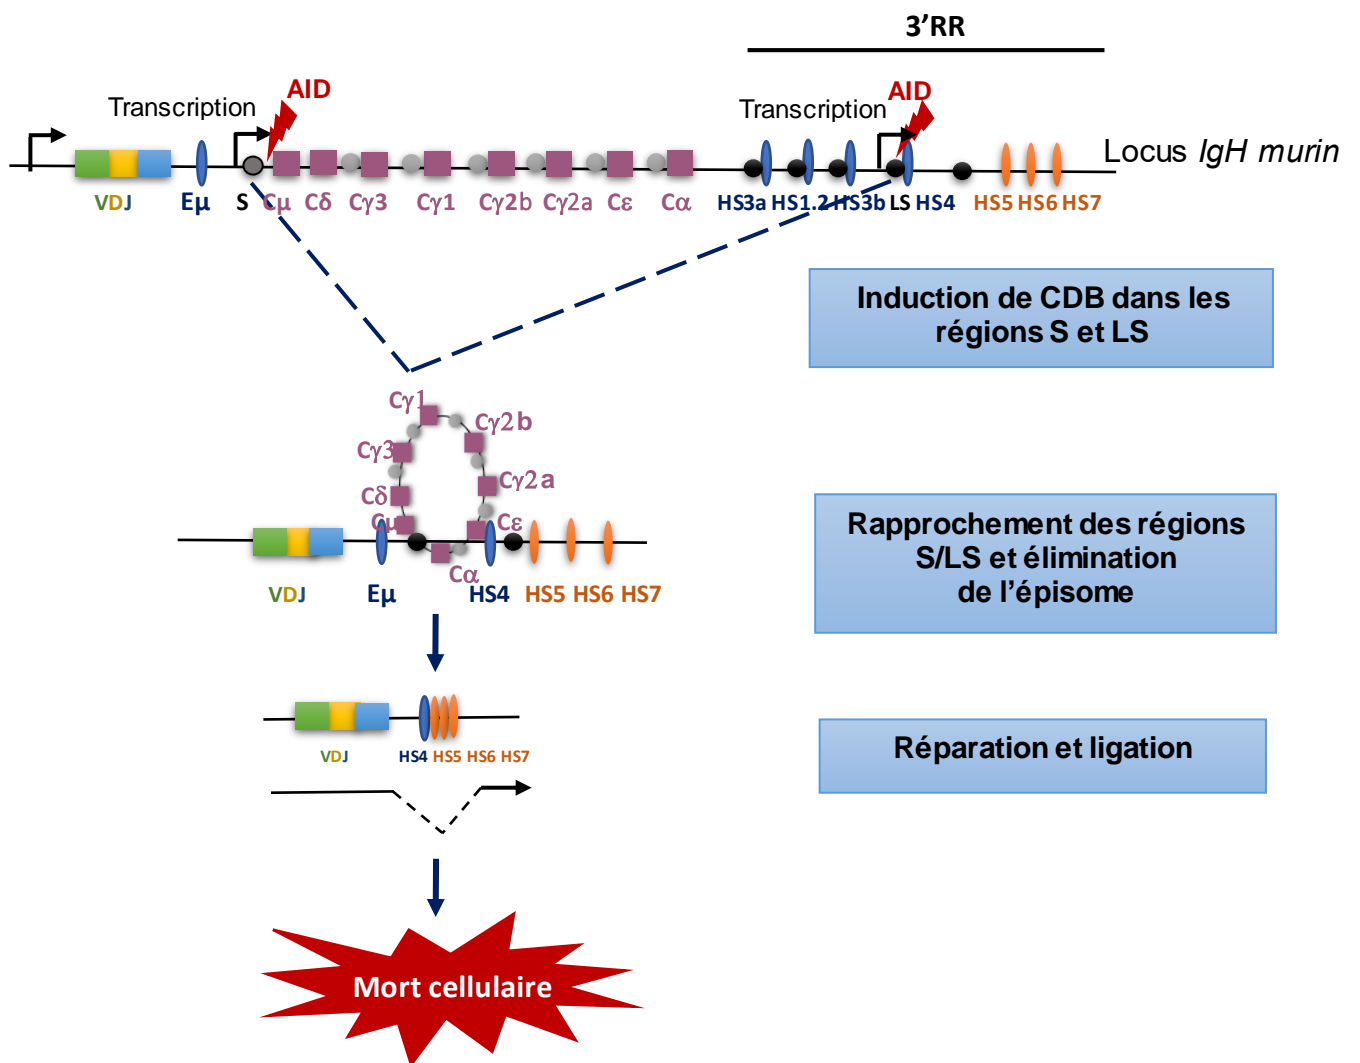 3'RR
AID
AID
Transcription
Transcription
Locus IgH murin
VDJ Eµ S Cµ Cδ Cγ3 Cγ1 Cγ2b Cγ2a Cε Cα HS3a HS1.2 HS3b LS HS4 HS5 HS6 HS7
Induction de CDB dans les
régions S et LS
Cγ1
Cγ2b
Cγ3
Cγ2a
Cδ
Cµ
Cε
Cα
VDJ Eµ HS4 HS5 HS6 HS7
Rapprochement des régions
S/LS et élimination
de l'épisome
VDJ HS4 HS5 HS6 HS7
Réparation et ligation
Mort cellulaire